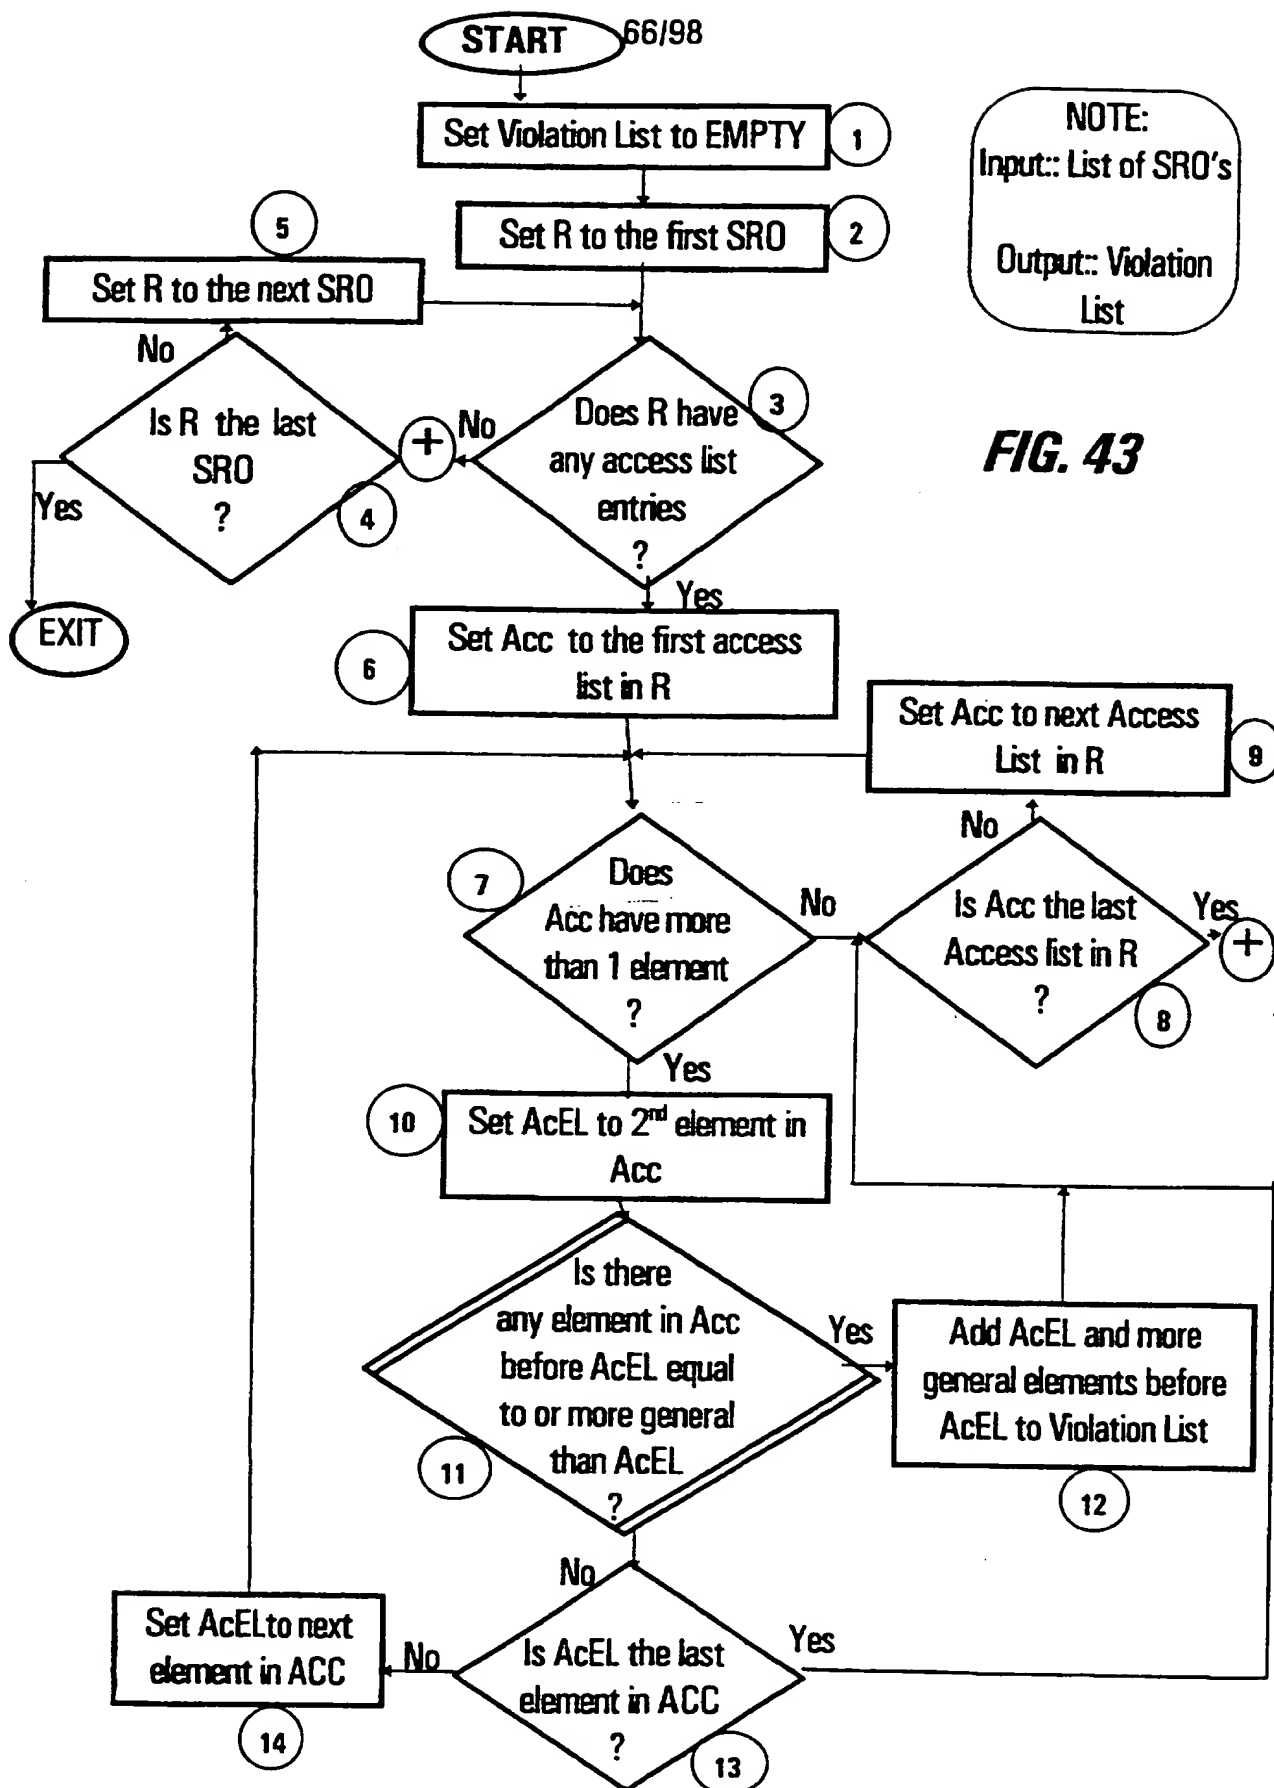 START
66/98
Set Violation List to EMPTY
1
NOTE:
Input:: List of SRO's
Output:: Violation
List
Set R to the first SRO
2
5
Set R to the next SRO
No
Is R the last
SRO
?
4
Yes
EXIT
+
No
Does R have
any access list
entries
?
3
Yes
FIG. 43
Set Acc to the first access
list in R
6
Set Acc to next Access
List in R
9
No
7
Does
Acc have more
than 1 element
?
No
Is Acc the last
Access list in R
?
8
Yes
+
Yes
10
Set AcEL to 2nd element in
Acc
Is there
any element in Acc
before AcEL equal
to or more general
than AcEL
?
11
Yes
Add AcEL and more
general elements before
AcEL to Violation List
12
No
Set AcELto next
element in ACC
14
No
Is AcEL the last
element in ACC
?
13
Yes